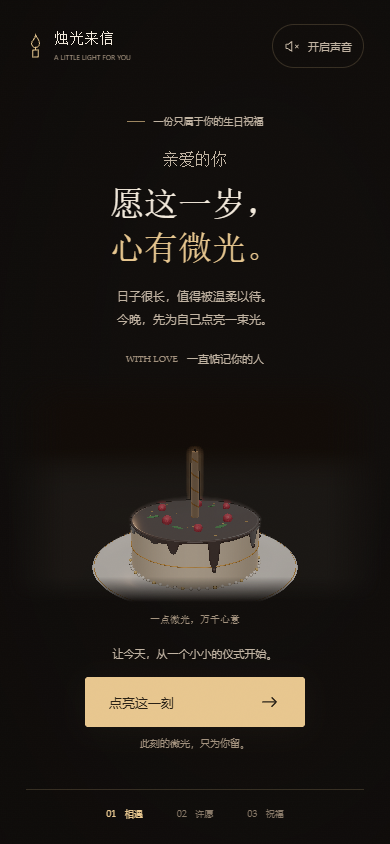 烛光来信
A LITTLE LIGHT FOR YOU
开启声音
一份只属于你的生日祝福
亲爱的你
愿这一岁，
心有微光。
日子很长，值得被温柔以待。
今晚，先为自己点亮一束光。
WITH LOVE 一直惦记你的人
一点微光，万千心意
让今天，从一个小小的仪式开始。
点亮这一刻 →
此刻的微光，只为你留。
01 相遇 02 许愿 03 祝福